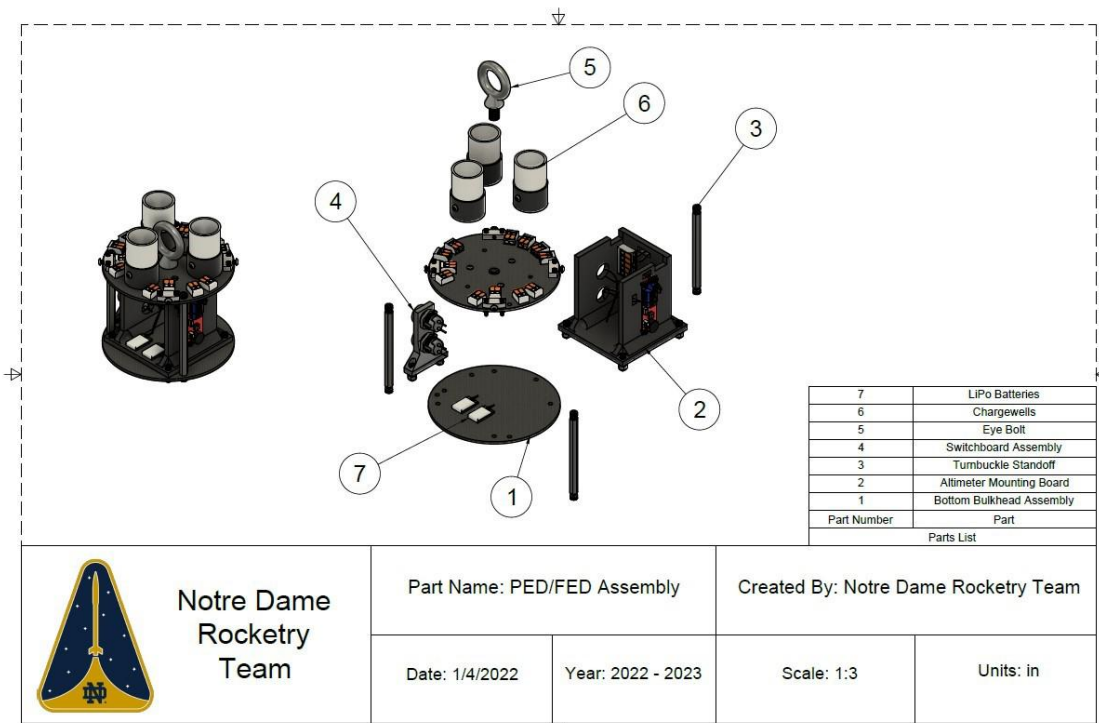 5
6
3
4
2
7
1
7 LiPo Batteries
6 Chargewells
5 Eye Bolt
4 Switchboard Assembly
3 Turnbuckle Standoff
2 Altimeter Mounting Board
1 Bottom Bulkhead Assembly
Part Number Part
Parts List
Notre Dame
Rocketry
Team
Part Name: PED/FED Assembly
Created By: Notre Dame Rocketry Team
Date: 1/4/2022
Year: 2022 - 2023
Scale: 1:3
Units: in
ND